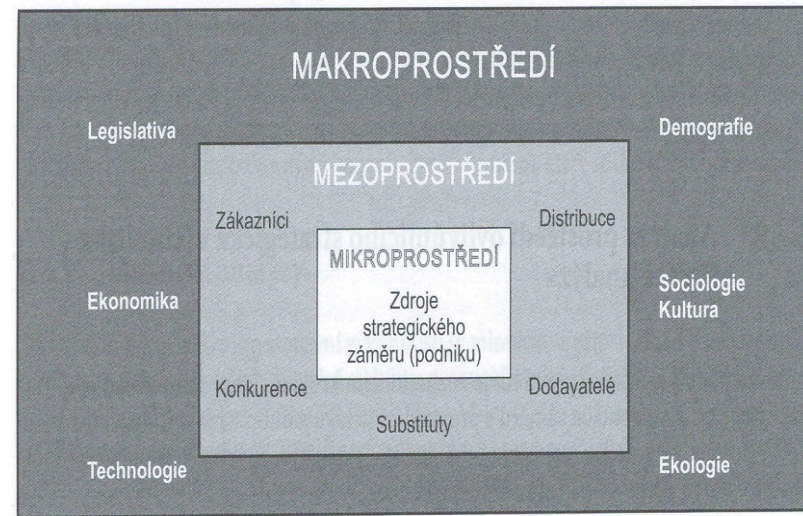 MAKROPROSTŘEDÍ
Legislativa
Demografie
MEZOPROSTŘEDÍ
Zákazníci
Distribuce
MIKROPROSTŘEDÍ
Zdroje
strategického
záměru (podniku)
Ekonomika
Sociologie
Kultura
Konkurence
Dodavatelé
Substituty
Technologie
Ekologie